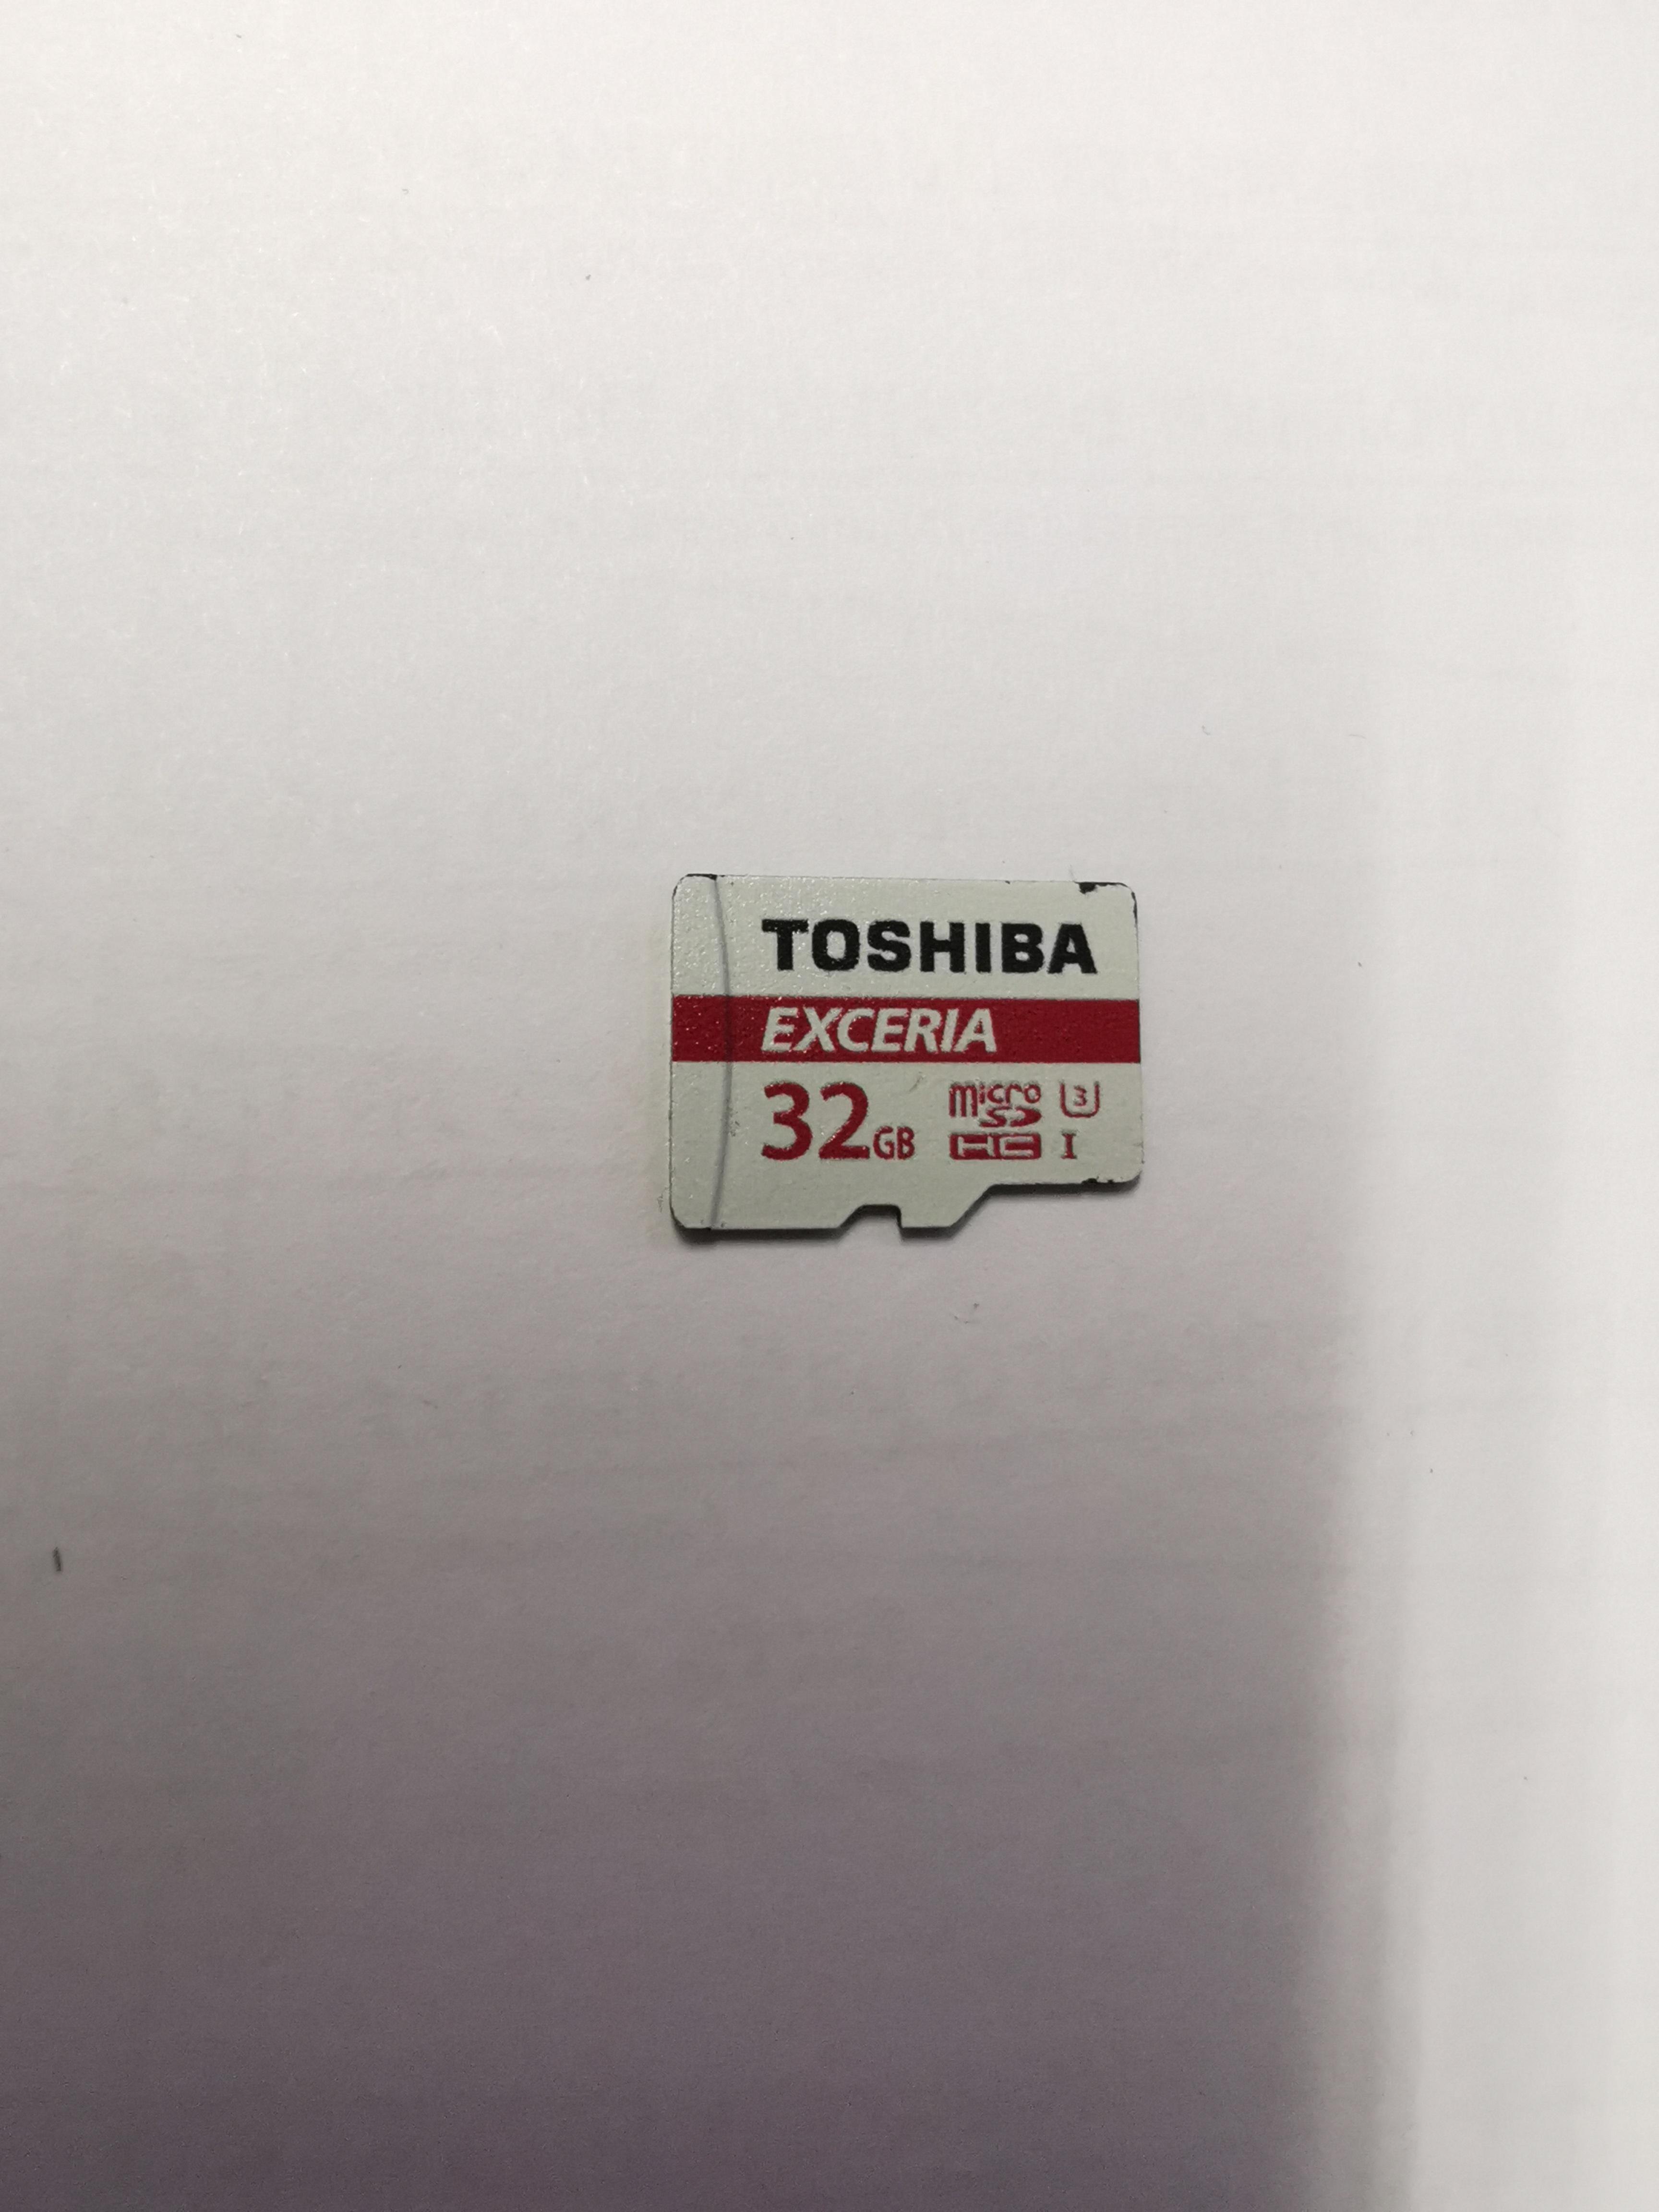 TOSHIBA
EXCERIA
32GB micro SD HC U3 I